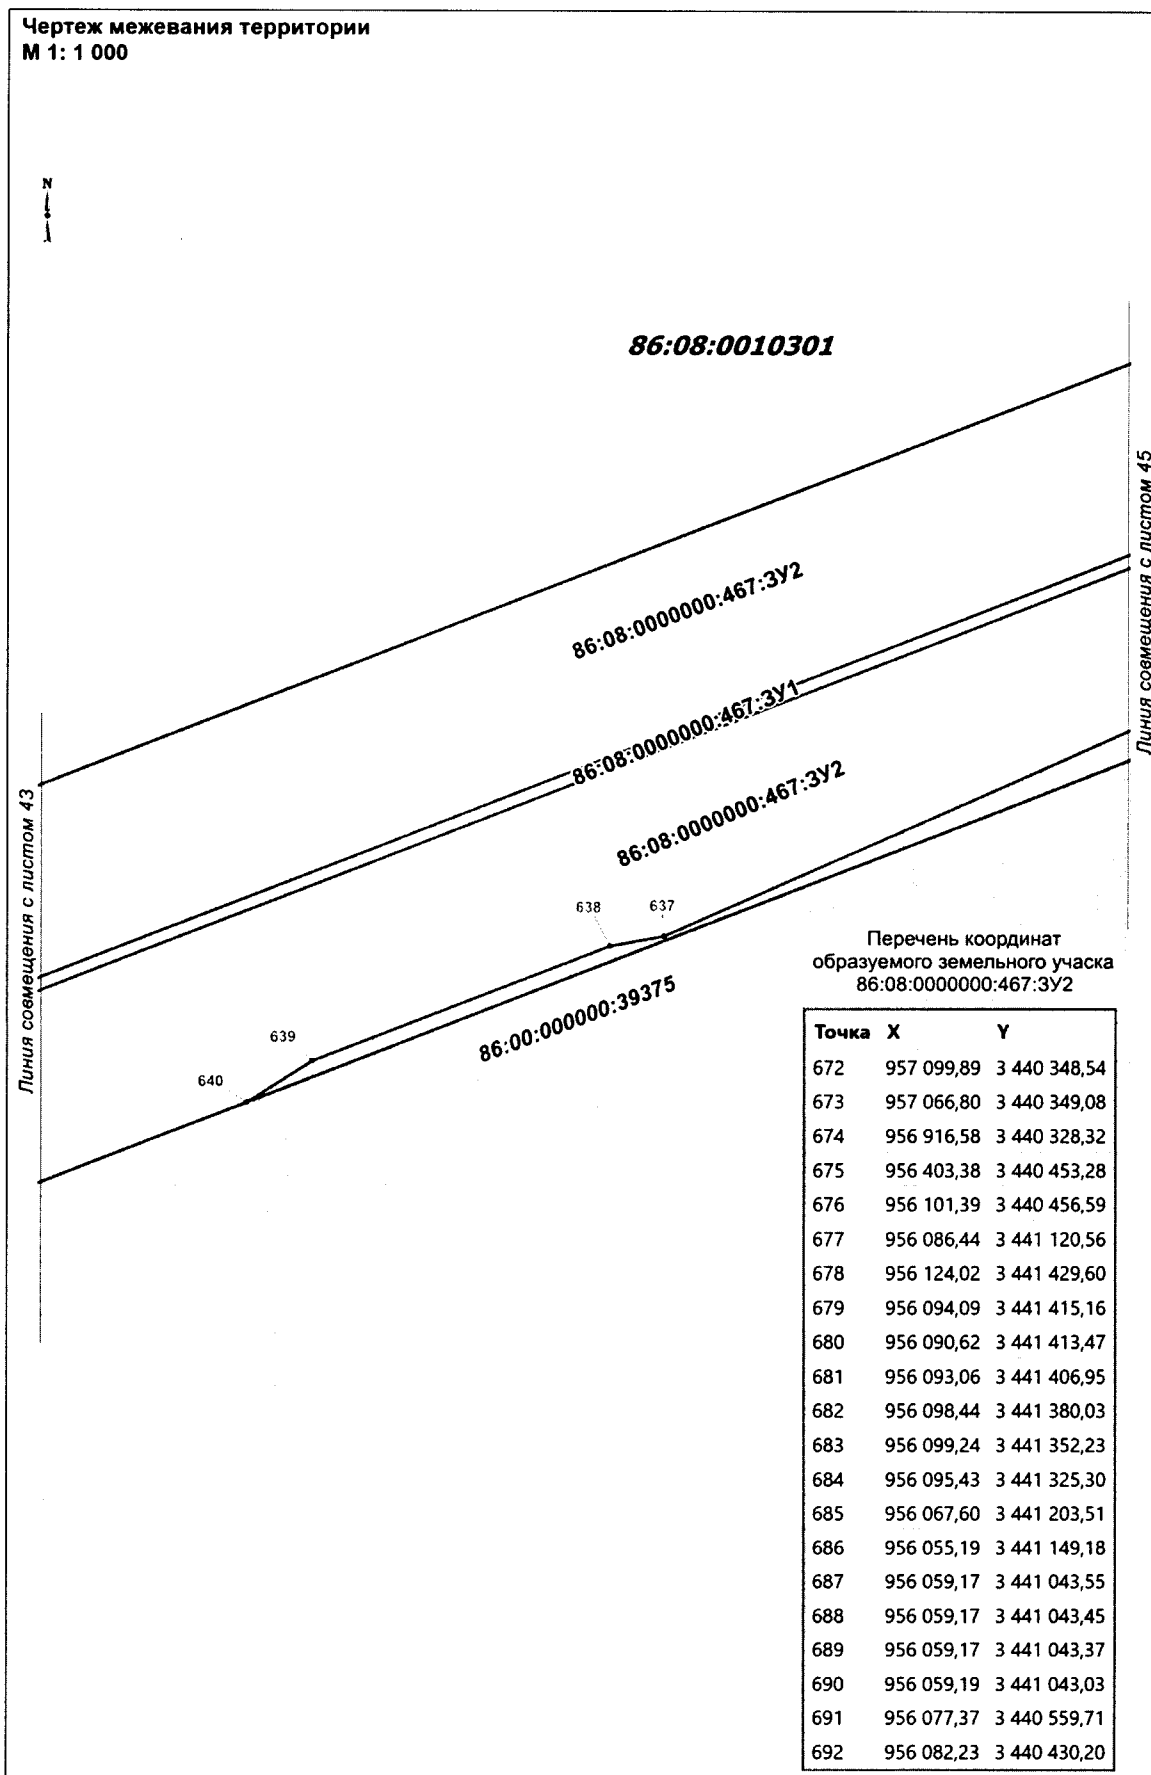 Чертеж межевания территории
М 1: 1 000
N
86:08:0010301
Линия совмещения с листом 45
86:08:0000000:467:ЗУ2
86:08:0000000:467:ЗУ1
86:08:0000000:467:ЗУ2
Линия совмещения с листом 43
638
637
639
640
86:00:000000:39375
Перечень координат
образуемого земельного учаска
86:08:0000000:467:ЗУ2
Точка X Y
672 957 099,89 3 440 348,54
673 957 066,80 3 440 349,08
674 956 916,58 3 440 328,32
675 956 403,38 3 440 453,28
676 956 101,39 3 440 456,59
677 956 086,44 3 441 120,56
678 956 124,02 3 441 429,60
679 956 094,09 3 441 415,16
680 956 090,62 3 441 413,47
681 956 093,06 3 441 406,95
682 956 098,44 3 441 380,03
683 956 099,24 3 441 352,23
684 956 095,43 3 441 325,30
685 956 067,60 3 441 203,51
686 956 055,19 3 441 149,18
687 956 059,17 3 441 043,55
688 956 059,17 3 441 043,45
689 956 059,17 3 441 043,37
690 956 059,19 3 441 043,03
691 956 077,37 3 440 559,71
692 956 082,23 3 440 430,20